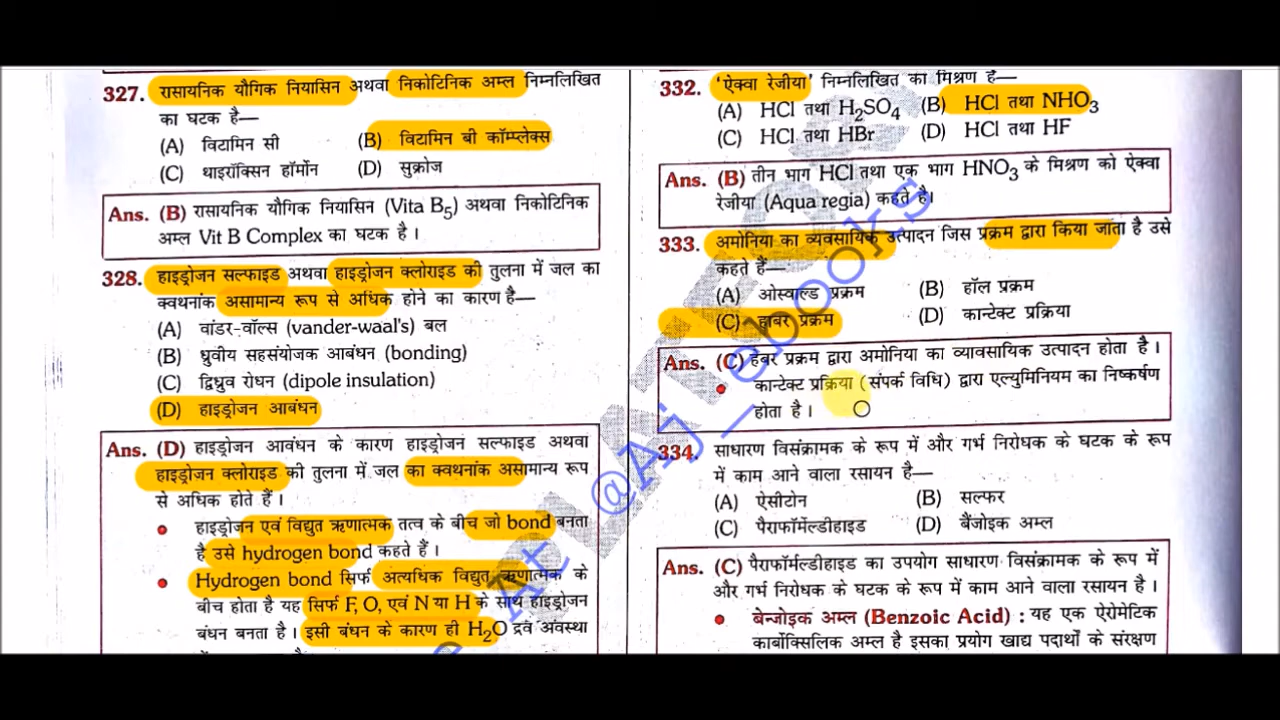 327. रासायनिक यौगिक नियासिन अथवा निकोटिनिक अम्ल निम्नलिखित
का घटक है—
(A) विटामिन सी (B) विटामिन बी कॉम्प्लेक्स
(C) थाइरॉक्सिन हॉर्मोन (D) सुक्रोज
Ans. (B) रासायनिक यौगिक नियासिन (Vita B5) अथवा निकोटिनिक
अम्ल Vit B Complex का घटक है ।
328. हाइड्रोजन सल्फाइड अथवा हाइड्रोजन क्लोराइड की तुलना में जल का
क्वथनांक असामान्य रूप से अधिक होने का कारण है—
(A) वांडर-वॉल्स (vander-waal's) बल
(B) ध्रुवीय सहसंयोजक आबंधन (bonding)
(C) द्विध्रुव रोधन (dipole insulation)
(D) हाइड्रोजन आबंधन
Ans. (D) हाइड्रोजन आवंधन के कारण हाइड्रोजन सल्फाइड अथवा
हाइड्रोजन क्लोराइड की तुलना में जल का क्वथनांक असामान्य रूप
से अधिक होते हैं ।
• हाइड्रोजन एवं विद्युत ऋणात्मक तत्व के बीच जो bond बनता
है उसे hydrogen bond कहते हैं ।
• Hydrogen bond सिर्फ अत्यधिक विद्युत ऋणात्मक के
बीच होता है यह सिर्फ F, O, एवं N या H के साथ हाइड्रोजन
बंधन बनता है । इसी बंधन के कारण ही H2O द्रव अवस्था
332. 'ऐक्वा रेजीया' निम्नलिखित का मिश्रण है—
(A) HCl तथा H2SO4 (B) HCl तथा NHO3
(C) HCl तथा HBr (D) HCl तथा HF
Ans. (B) तीन भाग HCl तथा एक भाग HNO3 के मिश्रण को ऐक्वा
रेजीया (Aqua regia) कहते है।
333. अमोनिया का व्यवसायिक उत्पादन जिस प्रक्रम द्वारा किया जाता है उसे
कहते हैं—
(A) ओस्वाल्ड प्रक्रम (B) हॉल प्रक्रम
(C) हाबर प्रक्रम (D) कान्टेक्ट प्रक्रिया
Ans. (C) हेबर प्रक्रम द्वारा अमोनिया का व्यावसायिक उत्पादन होता है ।
• कान्टेक्ट प्रक्रिया (संपर्क विधि) द्वारा एल्युमिनियम का निष्कर्षण
होता है ।
334. साधारण विसंक्रामक के रूप में और गर्भ निरोधक के घटक के रूप
में काम आने वाला रसायन है—
(A) ऐसीटोन (B) सल्फर
(C) पैराफॉर्मेल्डीहाइड (D) बैंजोइक अम्ल
Ans. (C) पैराफॉर्मल्डीहाइड का उपयोग साधारण विसंक्रामक के रूप में
और गर्भ निरोधक के घटक के रूप में काम आने वाला रसायन है ।
• बेन्जोइक अम्ल (Benzoic Acid) : यह एक ऐरोमेटिक
कार्बोक्सिलिक अम्ल है इसका प्रयोग खाद्य पदार्थो के संरक्षण
At @Aj_ebooks